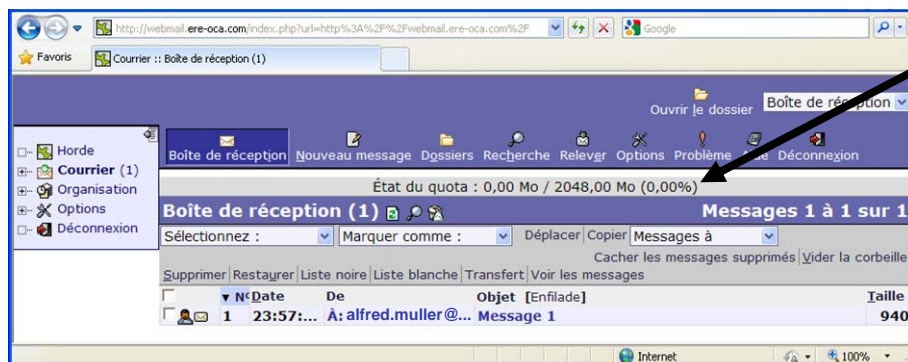 http://webmail.ere-oca.com/index.php?url=http%3A%2F%2Fwebmail.ere-oca.com%2F
Google
Favoris
Courrier :: Boîte de réception (1)
Ouvrir le dossier
Boîte de réception
Horde
Courrier (1)
Organisation
Options
Déconnexion
Boîte de réception Nouveau message Dossiers Recherche Relever Options Problème Aide Déconnexion
État du quota : 0,00 Mo / 2048,00 Mo (0,00%)
Boîte de réception (1) Messages 1 à 1 sur 1
Sélectionnez : Marquer comme : Déplacer Copier Messages à
Cacher les messages supprimés Vider la corbeille
Supprimer Restaurer Liste noire Liste blanche Transfert Voir les messages
Nº Date De Objet [Enfilade] Taille
1 23:57:... À: alfred.muller@... Message 1 940
Internet 100%